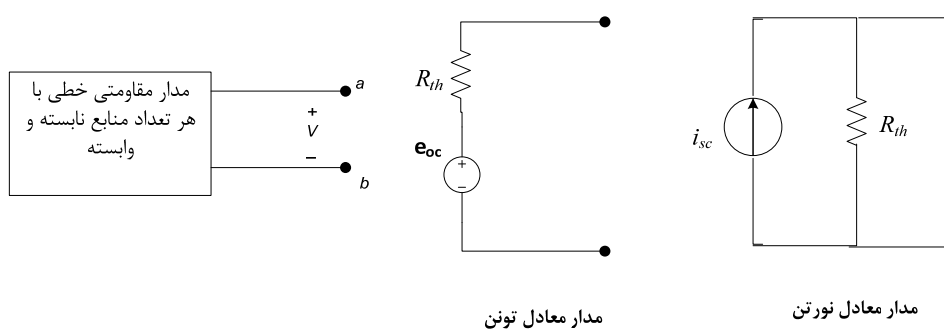 مدار مقاومتی خطی با
هر تعداد منابع نابسته و
وابسته
a
+
V
−
b
R_th
e_oc
+
−
i_sc
R_th
مدار معادل تونن
مدار معادل نورتن